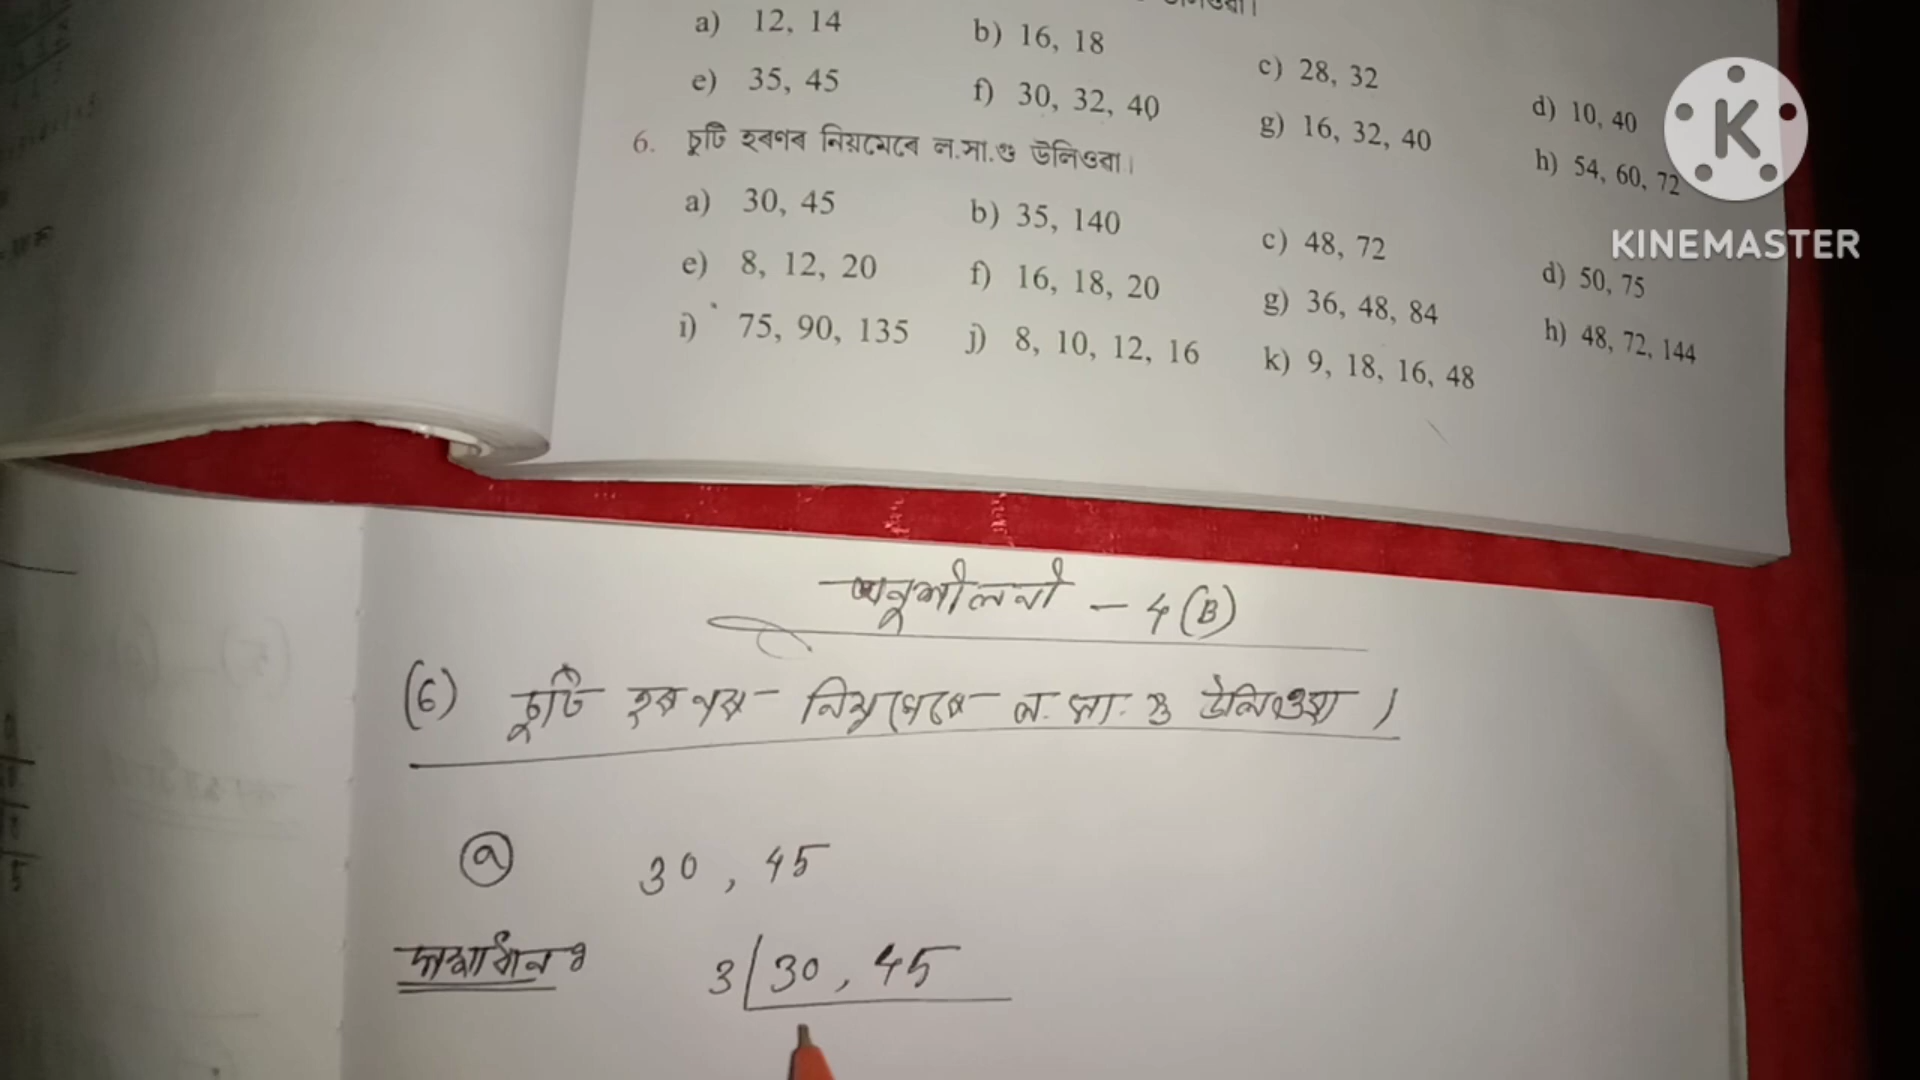 a) 12, 14 b) 16, 18 c) 28, 32 d) 10, 40
e) 35, 45 f) 30, 32, 40 g) 16, 32, 40 h) 54, 60, 72
6. চুটি হৰণৰ নিয়মেৰে ল.সা.গু উলিওৱা।
a) 30, 45 b) 35, 140 c) 48, 72 d) 50, 75
e) 8, 12, 20 f) 16, 18, 20 g) 36, 48, 84 h) 48, 72, 144
i) 75, 90, 135 j) 8, 10, 12, 16 k) 9, 18, 16, 48
KINEMASTER
অনুশীলনী - 4(B)
(6) চুটি হৰণৰ নিয়মেৰে ল.সা.গু উলিওৱা।
a 30, 45
সমাধানঃ 3 30, 45